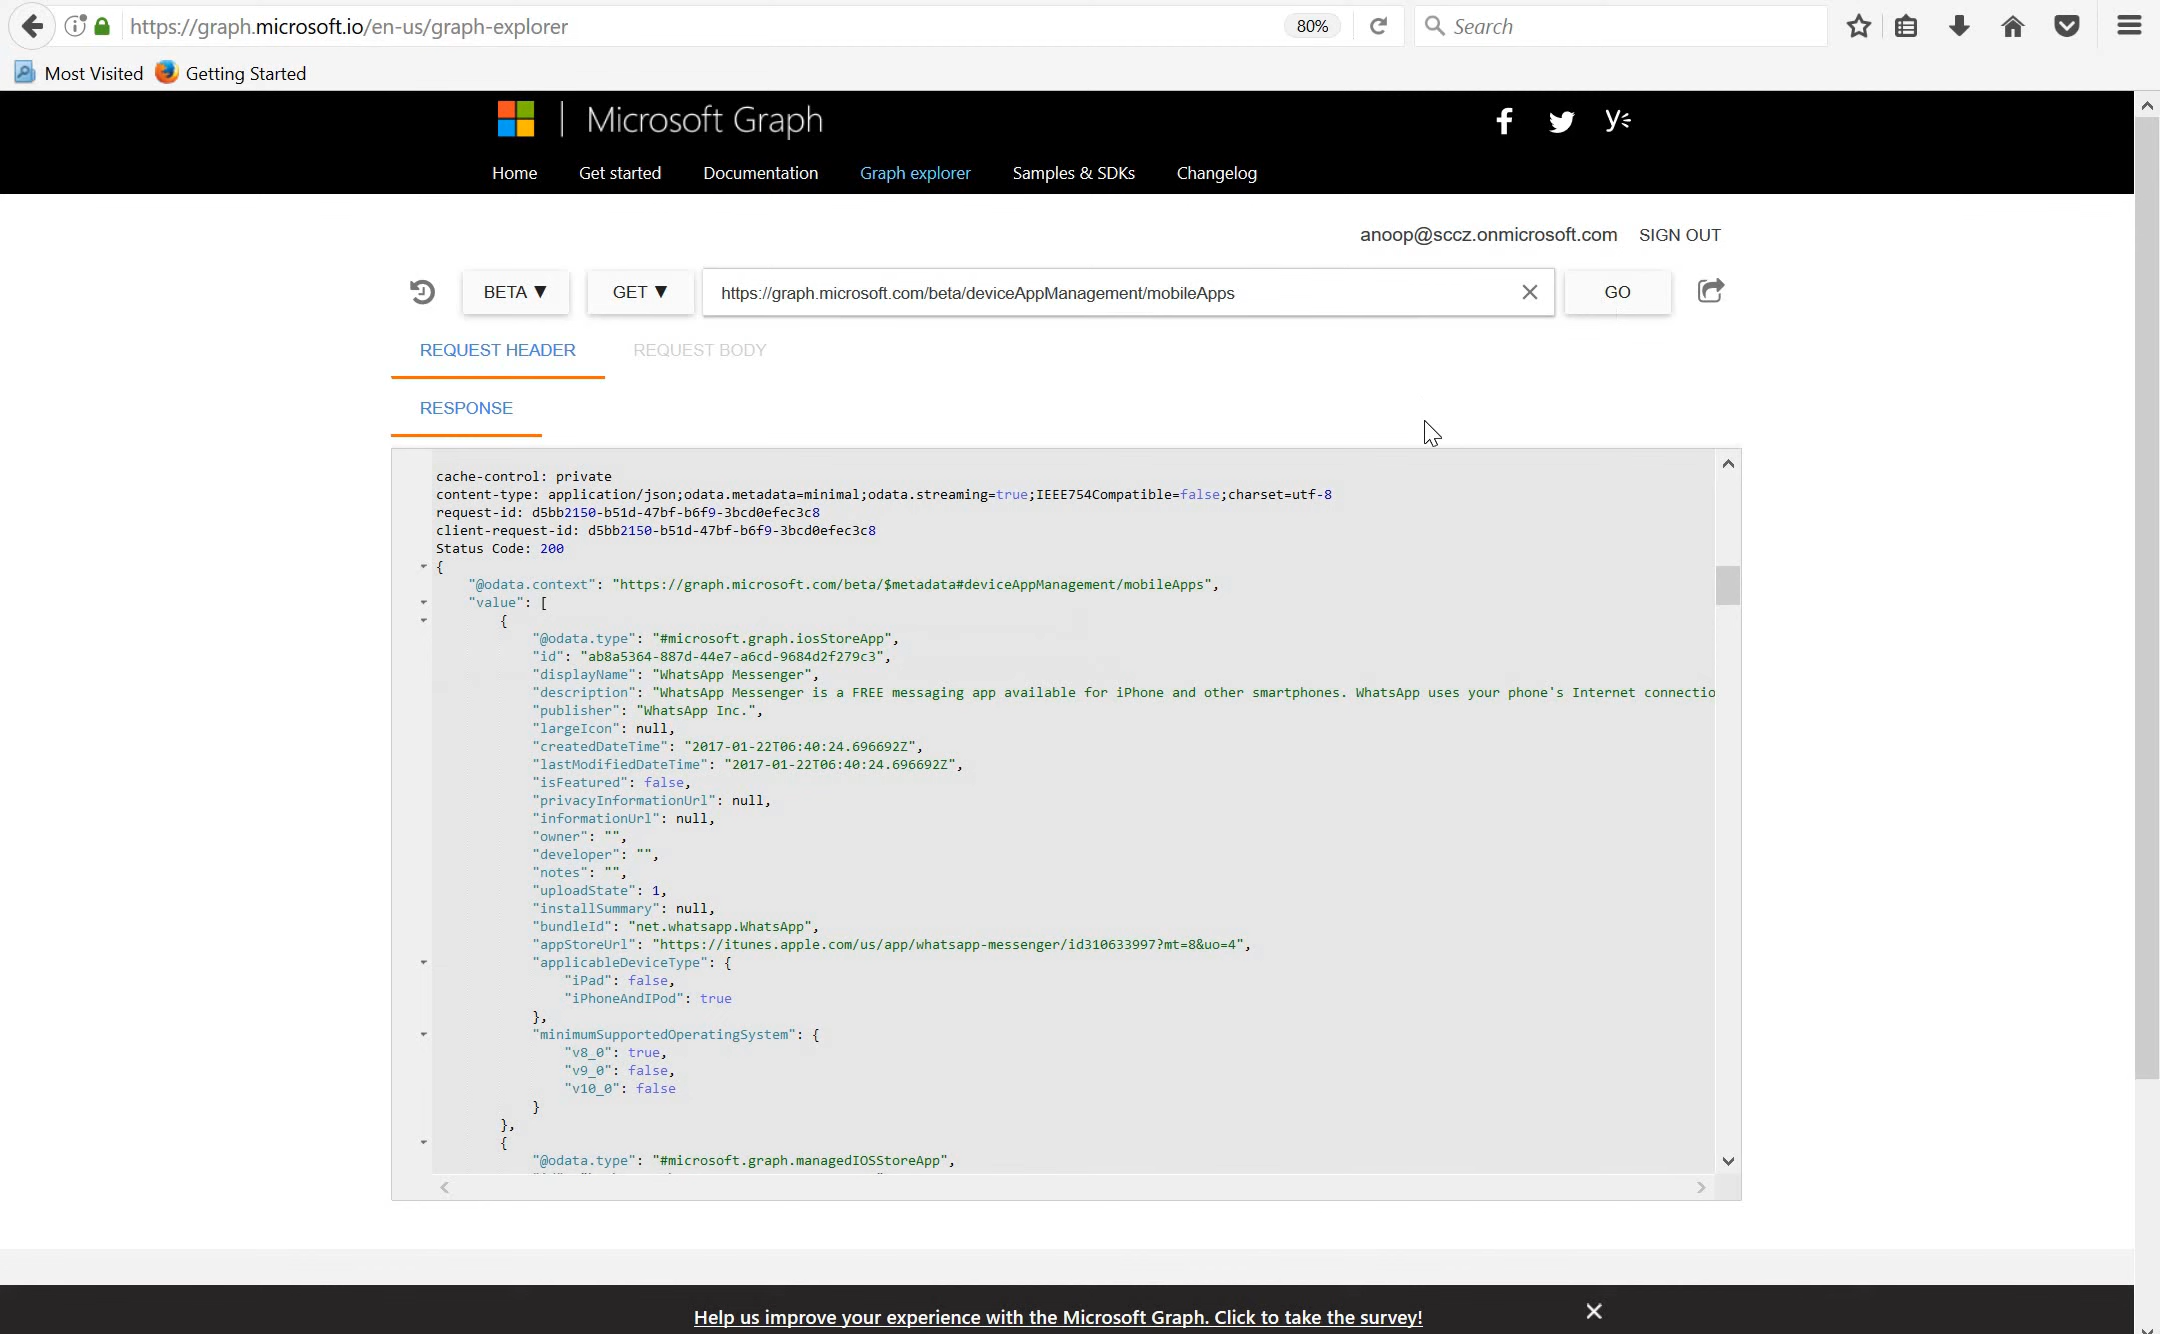 https://graph.microsoft.io/en-us/graph-explorer
80%
Search
Most Visited
Getting Started
Microsoft Graph
Home
Get started
Documentation
Graph explorer
Samples & SDKs
Changelog
anoop@sccz.onmicrosoft.com SIGN OUT
BETA ▼
GET ▼
https://graph.microsoft.com/beta/deviceAppManagement/mobileApps
GO
REQUEST HEADER
REQUEST BODY
RESPONSE
cache-control: private
content-type: application/json;odata.metadata=minimal;odata.streaming=true;IEEE754Compatible=false;charset=utf-8
request-id: d5bb2150-b51d-47bf-b6f9-3bcd0efec3c8
client-request-id: d5bb2150-b51d-47bf-b6f9-3bcd0efec3c8
Status Code: 200
{
"@odata.context": "https://graph.microsoft.com/beta/$metadata#deviceAppManagement/mobileApps",
"value": [
{
"@odata.type": "#microsoft.graph.iosStoreApp",
"id": "ab8a5364-887d-44e7-a6cd-9684d2f279c3",
"displayName": "WhatsApp Messenger",
"description": "WhatsApp Messenger is a FREE messaging app available for iPhone and other smartphones. WhatsApp uses your phone's Internet connectio
"publisher": "WhatsApp Inc.",
"largeIcon": null,
"createdDateTime": "2017-01-22T06:40:24.696692Z",
"lastModifiedDateTime": "2017-01-22T06:40:24.696692Z",
"isFeatured": false,
"privacyInformationUrl": null,
"informationUrl": null,
"owner": "",
"developer": "",
"notes": "",
"uploadState": 1,
"installSummary": null,
"bundleId": "net.whatsapp.WhatsApp",
"appStoreUrl": "https://itunes.apple.com/us/app/whatsapp-messenger/id310633997?mt=8&uo=4",
"applicableDeviceType": {
"iPad": false,
"iPhoneAndIPod": true
},
"minimumSupportedOperatingSystem": {
"v8_0": true,
"v9_0": false,
"v10_0": false
}
},
{
"@odata.type": "#microsoft.graph.managedIOSStoreApp",
Help us improve your experience with the Microsoft Graph. Click to take the survey!